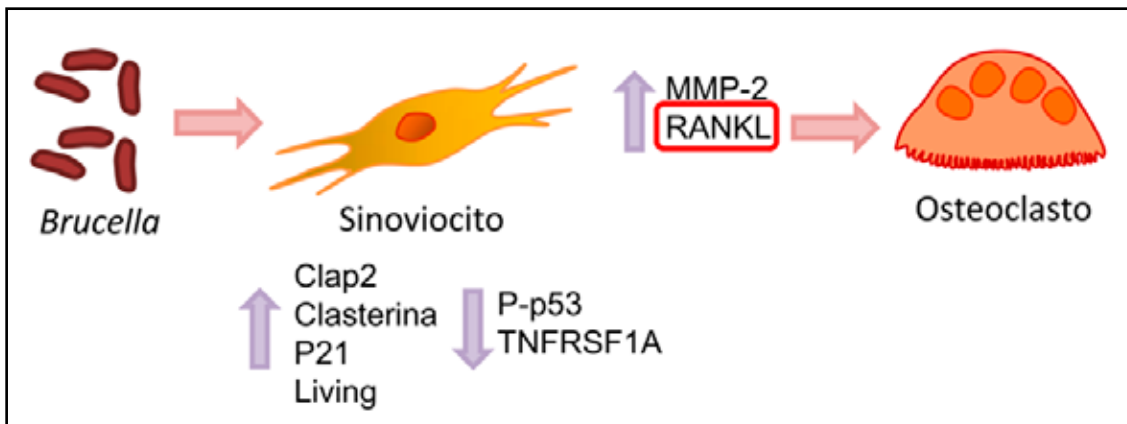 MMP-2
RANKL
Brucella
Sinoviocito
Osteoclasto
Clap2
Clasterina
P21
Living
P-p53
TNFRSF1A